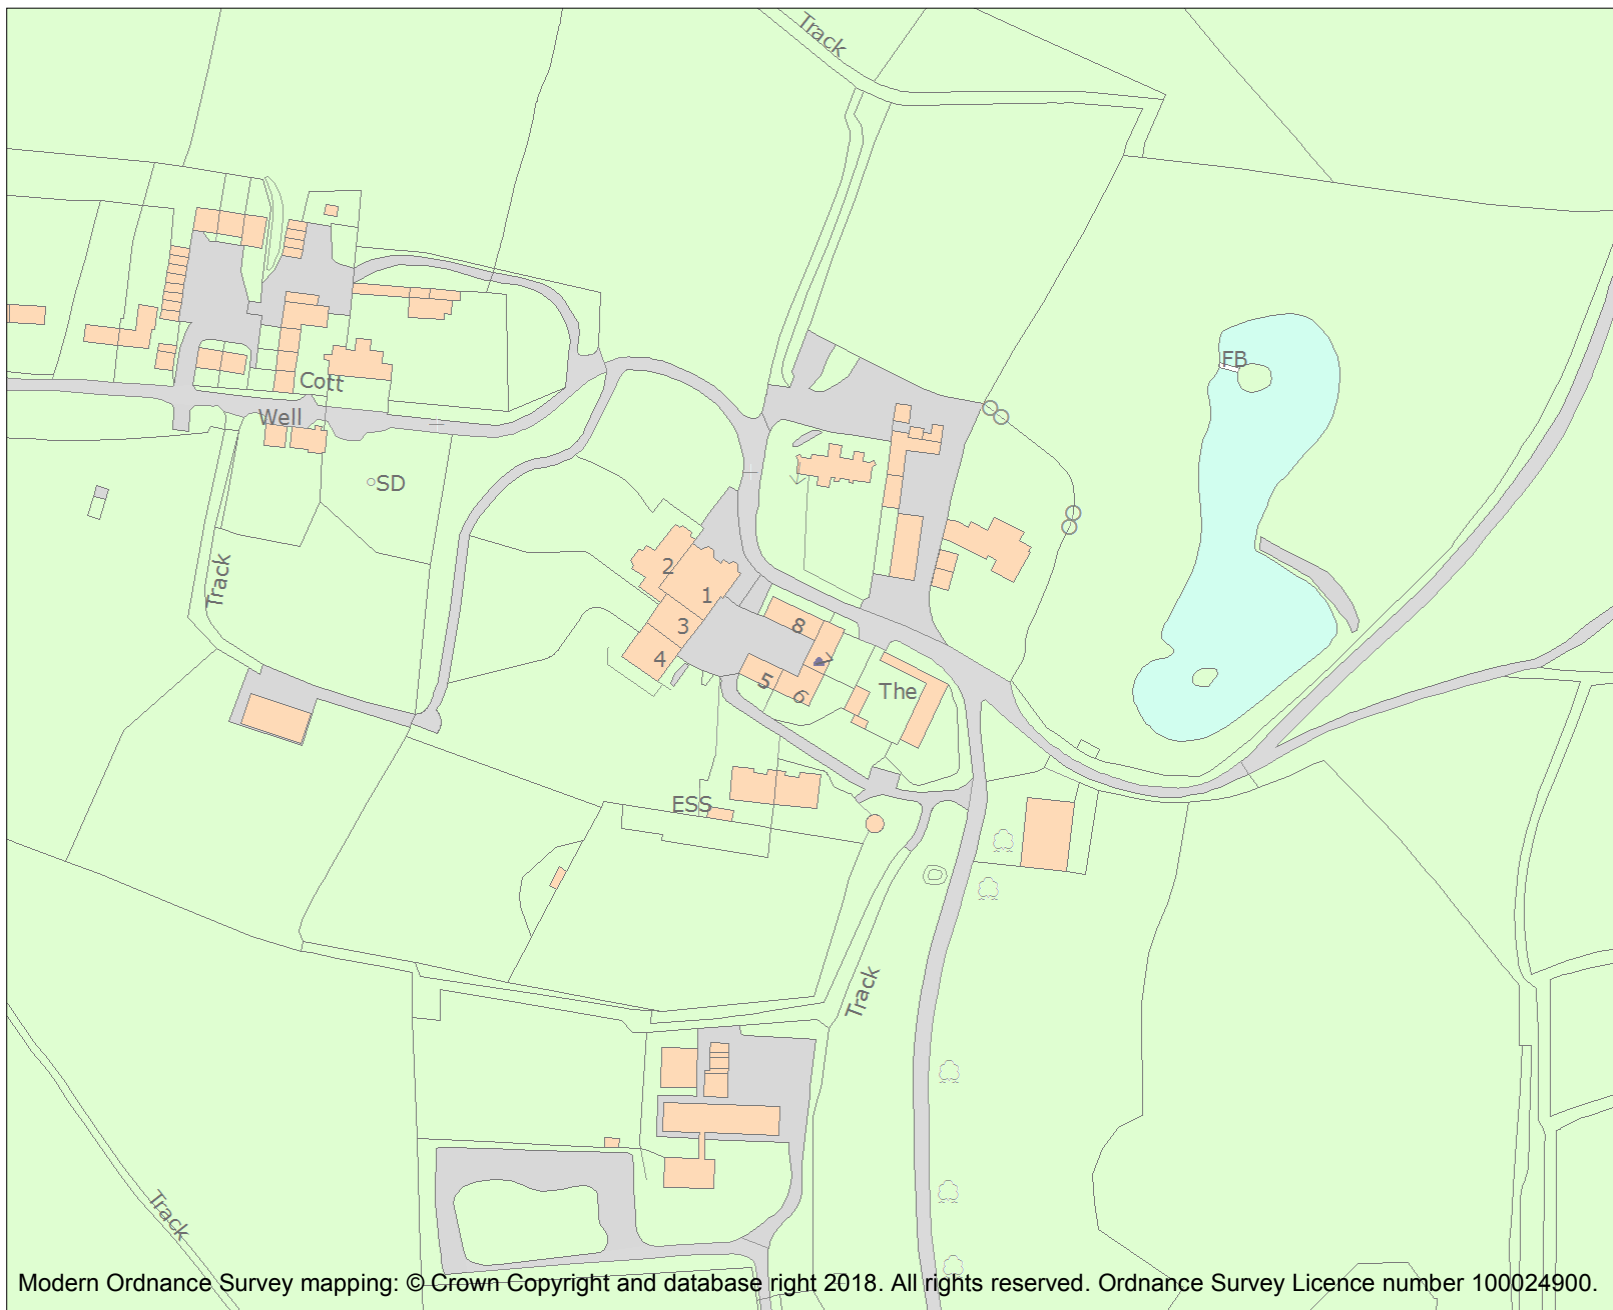 Track
FB
Cott
Well
SD
Track
2
1
3
4
8
7
5
6
The
ESS
Track
Track
Modern Ordnance Survey mapping: © Crown Copyright and database right 2018. All rights reserved. Ordnance Survey Licence number 100024900.